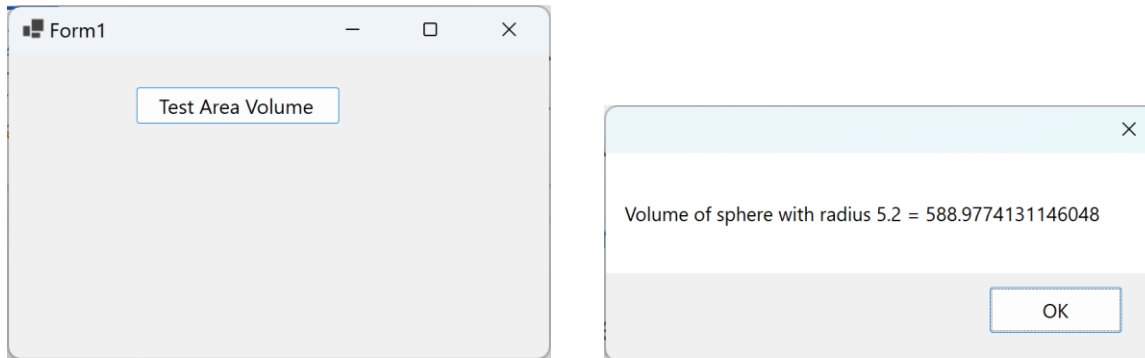 Form1
Test Area Volume
Volume of sphere with radius 5.2 = 588.9774131146048
OK